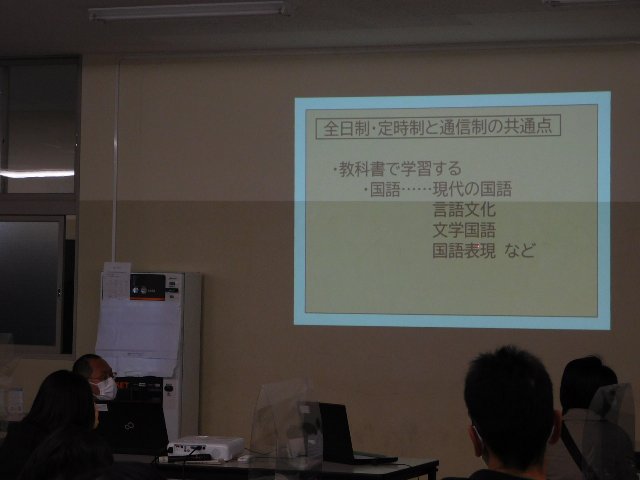 全日制・定時制と通信制の共通点
・教科書で学習する
・国語……現代の国語
言語文化
文学国語
国語表現 など